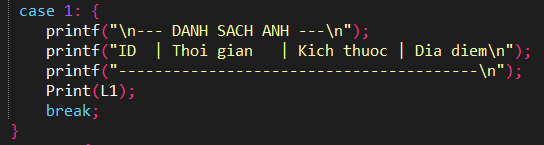 case 1: {
printf("\n--- DANH SACH ANH ---\n");
printf("ID  | Thoi gian   | Kich thuoc | Dia diem\n");
printf("-----------------------------------------\n");
Print(L1);
break;
}